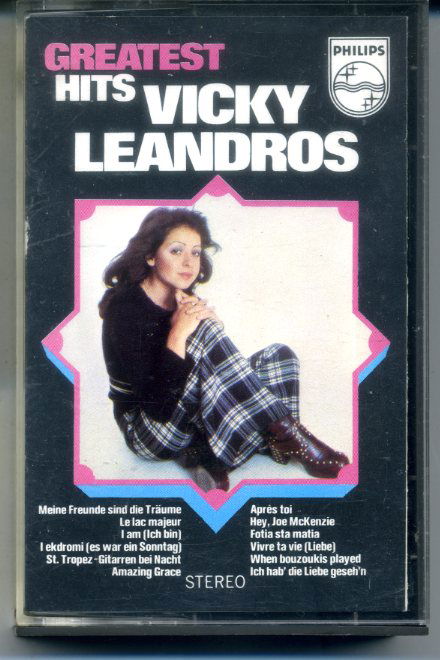 GREATEST
HITS VICKY
LEANDROS
PHILIPS
Meine Freunde sind die Träume
Le lac majeur
I am (Ich bin)
I ekdromi (es war ein Sonntag)
St. Tropez-Gitarren bei Nacht
Amazing Grace
Après toi
Hey, Joe McKenzie
Fotia sta matia
Vivre ta vie (Liebe)
When bouzoukis played
Ich hab' die Liebe geseh'n
STEREO